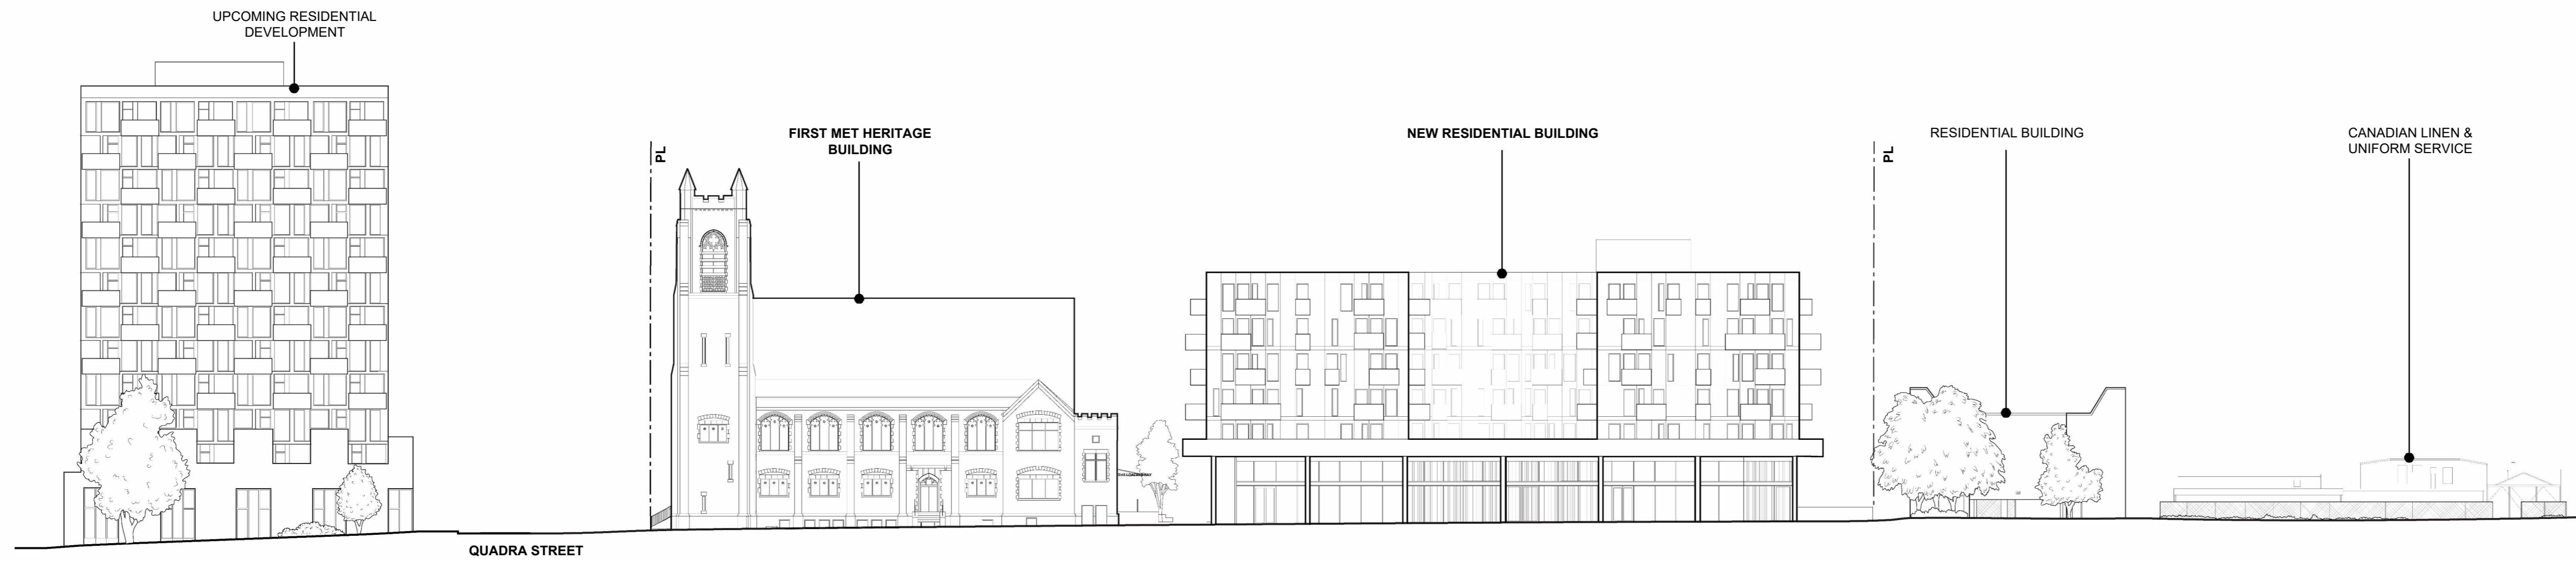 UPCOMING RESIDENTIAL
DEVELOPMENT
FIRST MET HERITAGE
BUILDING
NEW RESIDENTIAL BUILDING
RESIDENTIAL BUILDING
CANADIAN LINEN &
UNIFORM SERVICE
PL
PL
QUADRA STREET